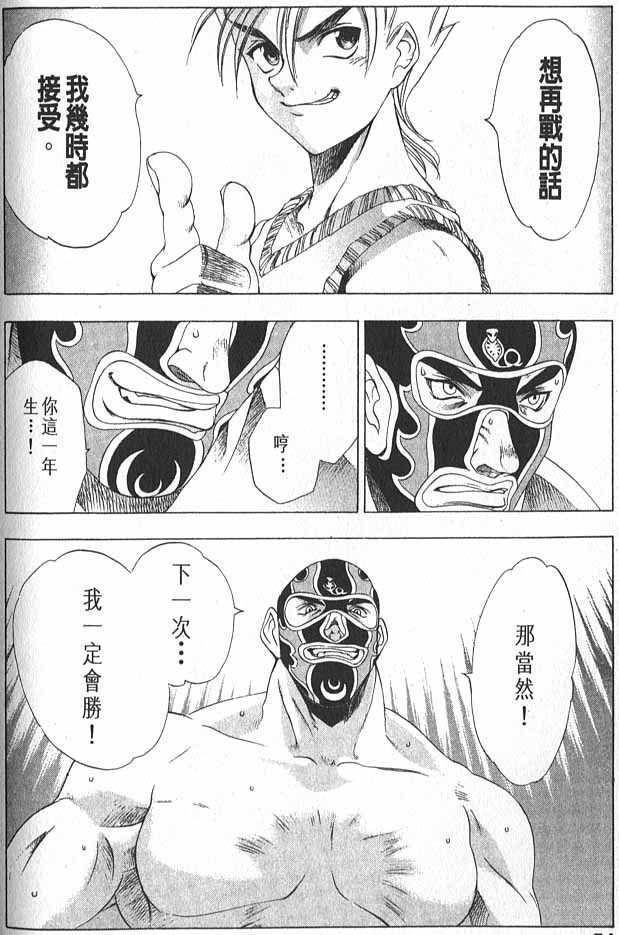 想再戰的話
我幾時都
接受。
………
哼…
你這一年
生…！
那當然！
下一次…
我一定會勝！